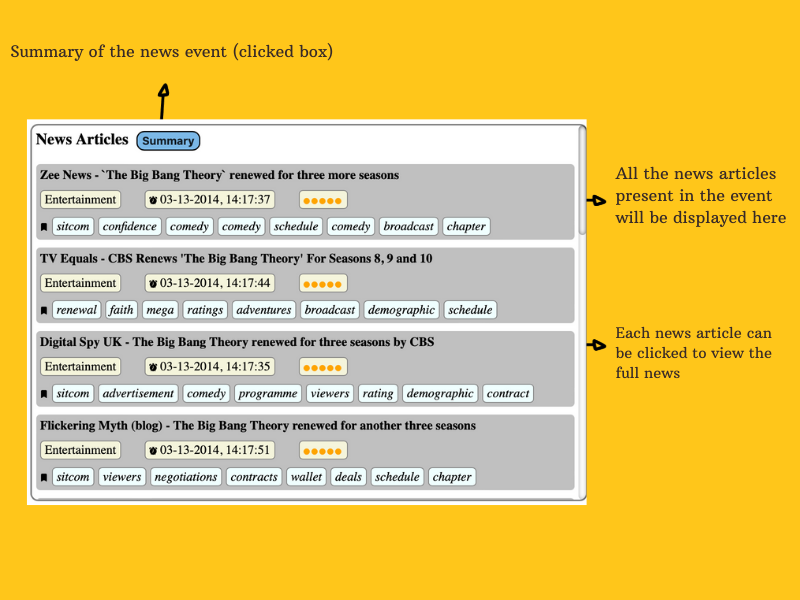 Summary of the news event (clicked box)
News Articles Summary
Zee News - `The Big Bang Theory` renewed for three more seasons
Entertainment 03-13-2014, 14:17:37
sitcom confidence comedy comedy schedule comedy broadcast chapter
All the news articles
present in the event
will be displayed here
TV Equals - CBS Renews 'The Big Bang Theory' For Seasons 8, 9 and 10
Entertainment 03-13-2014, 14:17:44
renewal faith mega ratings adventures broadcast demographic schedule
Digital Spy UK - The Big Bang Theory renewed for three seasons by CBS
Entertainment 03-13-2014, 14:17:35
sitcom advertisement comedy programme viewers rating demographic contract
Each news article can
be clicked to view the
full news
Flickering Myth (blog) - The Big Bang Theory renewed for another three seasons
Entertainment 03-13-2014, 14:17:51
sitcom viewers negotiations contracts wallet deals schedule chapter